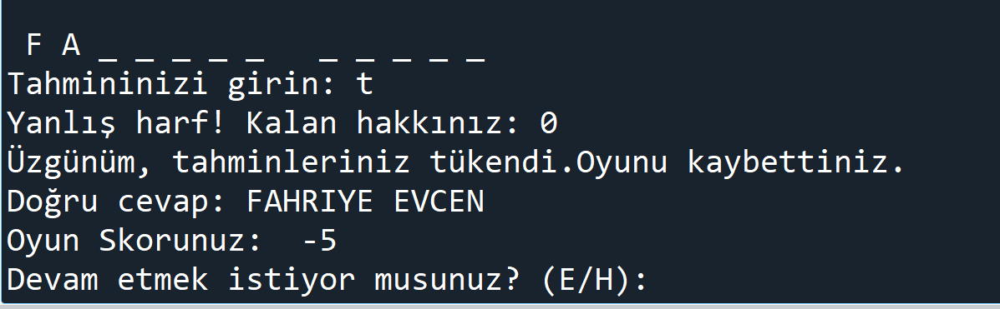 F A _ _ _ _ _   _ _ _ _ _
Tahmininizi girin: t
Yanlış harf! Kalan hakkınız: 0
Üzgünüm, tahminleriniz tükendi.Oyunu kaybettiniz.
Doğru cevap: FAHRIYE EVCEN
Oyun Skorunuz:  -5
Devam etmek istiyor musunuz? (E/H):